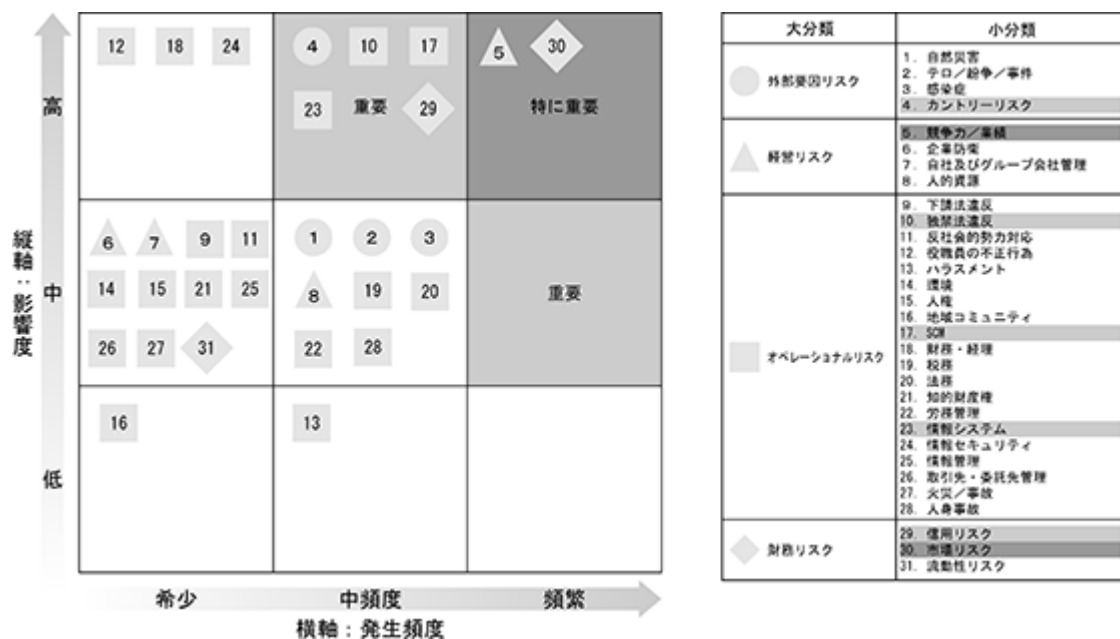 12 18 24 4 10 17 5 30
高 23 重要 29 特に重要
縦軸：影響度
6 7 9 11 1 2 3
中 14 15 21 25 8 19 20 重要
26 27 31 22 28
16 13
低
希少 中頻度 頻繁
横軸：発生頻度
大分類 小分類
外部要因リスク
1. 自然災害
2. テロ／紛争／事件
3. 感染症
4. カントリーリスク
経営リスク
5. 競争力／業績
6. 企業防衛
7. 自社及びグループ会社管理
8. 人的資源
オペレーショナルリスク
9. 下請法違反
10. 独禁法違反
11. 反社会的勢力対応
12. 役職員の不正行為
13. ハラスメント
14. 環境
15. 人権
16. 地域コミュニティ
17. SCM
18. 財務・経理
19. 税務
20. 法務
21. 知的財産権
22. 労務管理
23. 情報システム
24. 情報セキュリティ
25. 情報管理
26. 取引先・委託先管理
27. 火災／事故
28. 人身事故
財務リスク
29. 信用リスク
30. 市場リスク
31. 流動性リスク